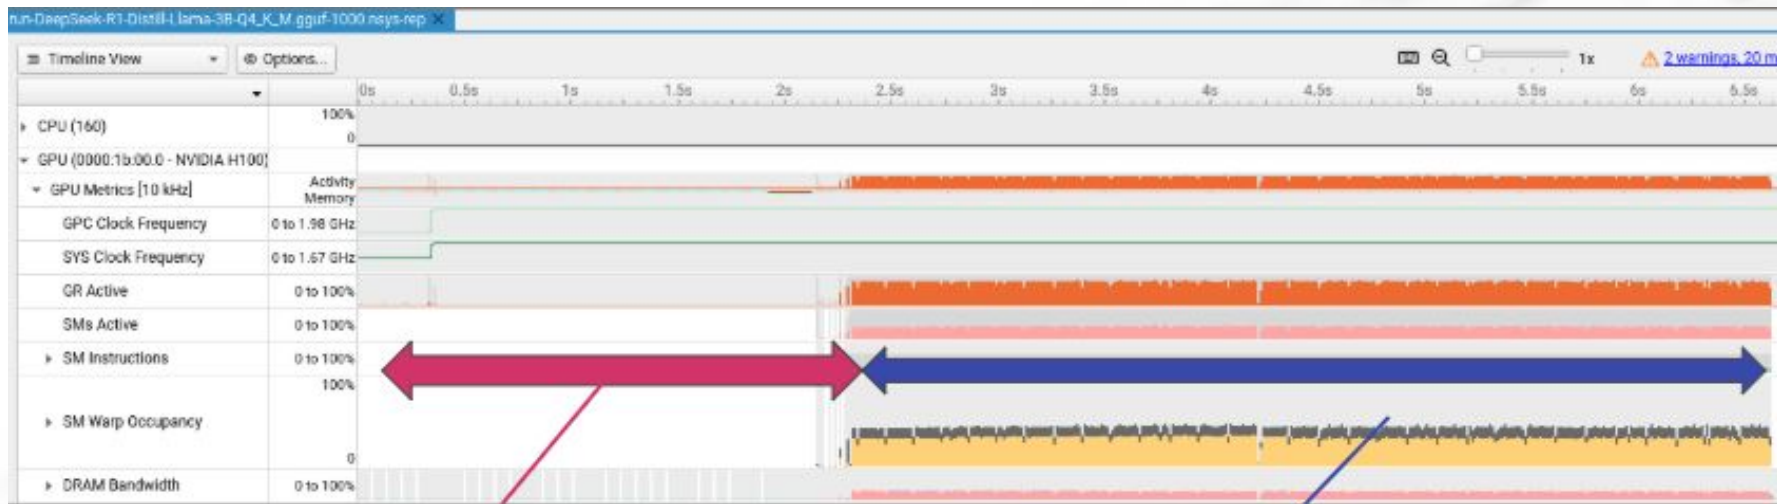 run-DeepSeek-R1-Distill-Llama-3B-Q4_K_M.gguf-1000.nsys-rep ×
Timeline View Options... 1x 2 warnings, 20 m
0s 0.5s 1s 1.5s 2s 2.5s 3s 3.5s 4s 4.5s 5s 5.5s 6s 6.5s
CPU (160) 100% 0
GPU (0000:1b:00.0 - NVIDIA H100)
GPU Metrics [10 kHz] Activity Memory
GPC Clock Frequency 0 to 1.98 GHz
SYS Clock Frequency 0 to 1.67 GHz
GR Active 0 to 100%
SMs Active 0 to 100%
SM Instructions 0 to 100%
SM Warp Occupancy 100% 0
DRAM Bandwidth 0 to 100%